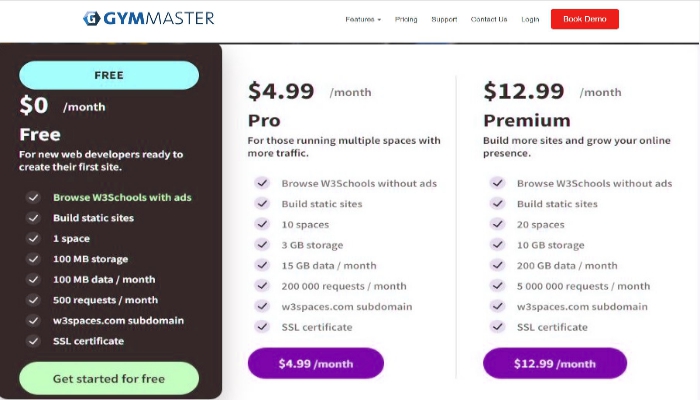 GYMMASTER
Features Pricing Support Contact Us Login Book Demo
FREE
$0 /month
Free
For new web developers ready to
create their first site.
Browse W3Schools with ads
Build static sites
1 space
100 MB storage
100 MB data / month
500 requests / month
w3spaces.com subdomain
SSL certificate
Get started for free
$4.99 /month
Pro
For those running multiple spaces with
more traffic.
Browse W3Schools without ads
Build static sites
10 spaces
3 GB storage
15 GB data / month
200 000 requests / month
w3spaces.com subdomain
SSL certificate
$4.99 /month
$12.99 /month
Premium
Build more sites and grow your online
presence.
Browse W3Schools without ads
Build static sites
20 spaces
10 GB storage
200 GB data / month
5 000 000 requests / month
w3spaces.com subdomain
SSL certificate
$12.99 /month